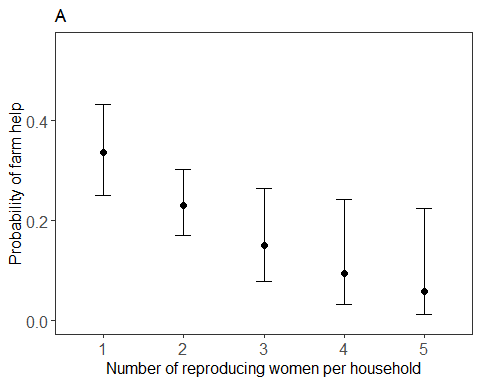 A
Probability of farm help
0.4
0.2
0.0
1 2 3 4 5
Number of reproducing women per household